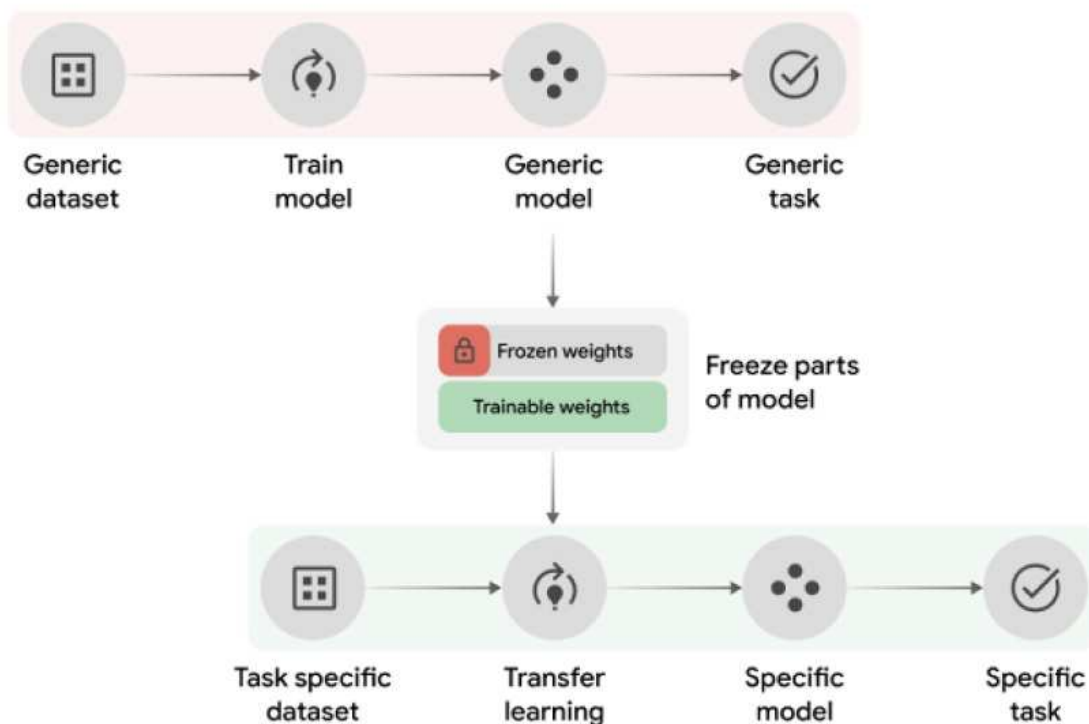 Generic
dataset
Train
model
Generic
model
Generic
task
Frozen weights
Trainable weights
Freeze parts
of model
Task specific
dataset
Transfer
learning
Specific
model
Specific
task